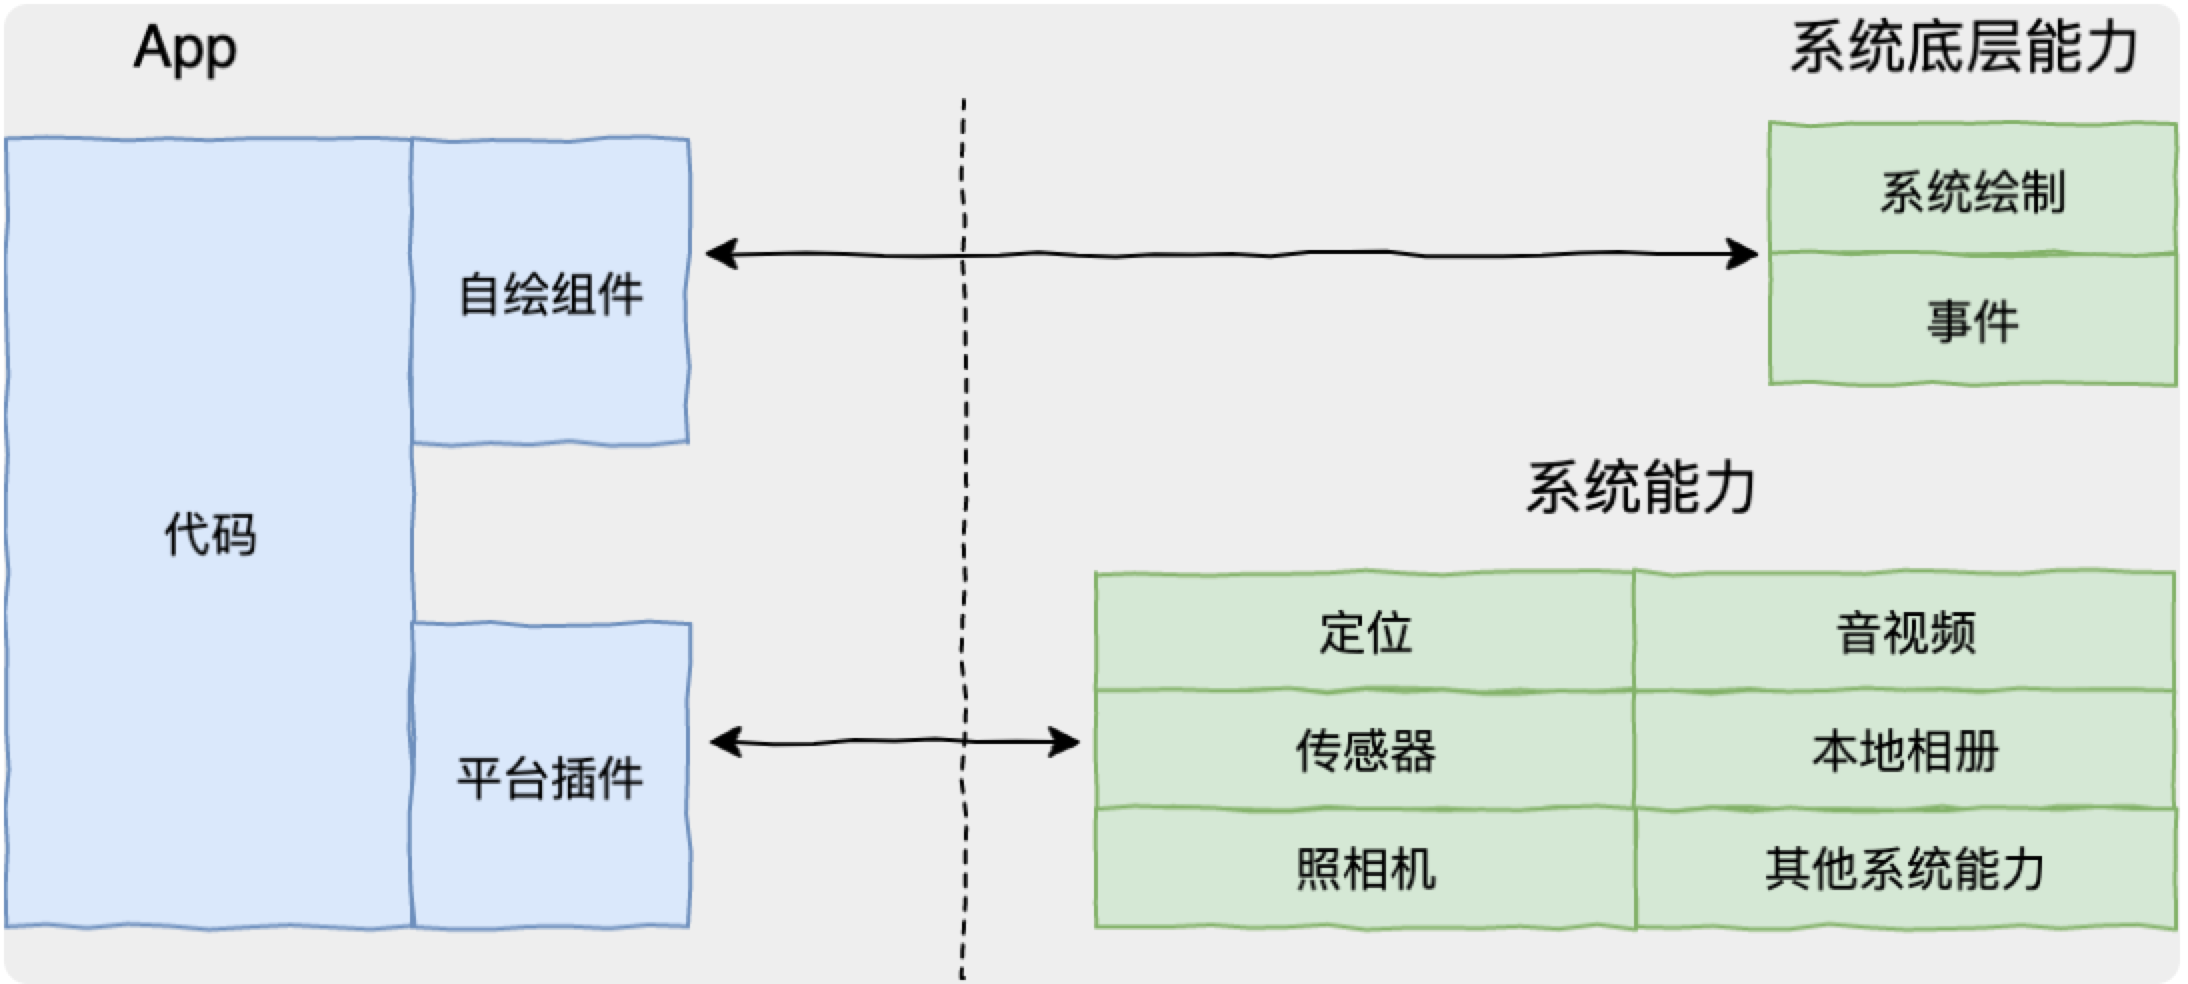 App
系统底层能力
代码
自绘组件
平台插件
系统绘制
事件
系统能力
定位
音视频
传感器
本地相册
照相机
其他系统能力